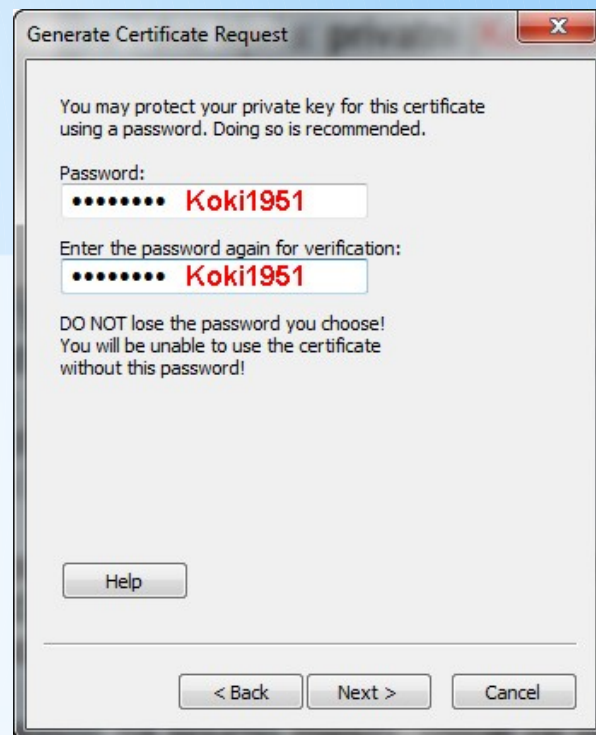 Generate Certificate Request
You may protect your private key for this certificate
using a password. Doing so is recommended.
Password:
•••••••• Koki1951
Enter the password again for verification:
•••••••• Koki1951
DO NOT lose the password you choose!
You will be unable to use the certificate
without this password!
Help
< Back Next > Cancel